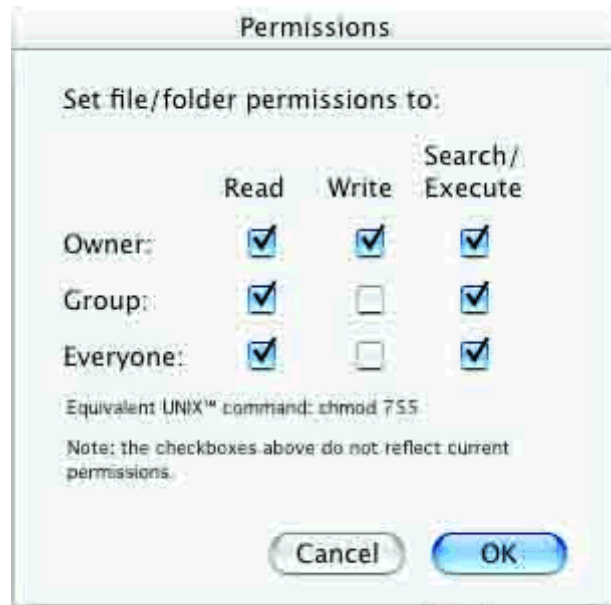 Permissions
Set file/folder permissions to:
Search/
Read Write Execute
Owner:
Group:
Everyone:
Equivalent UNIX™ command: chmod 755
Note: the checkboxes above do not reflect current
permissions.
Cancel OK